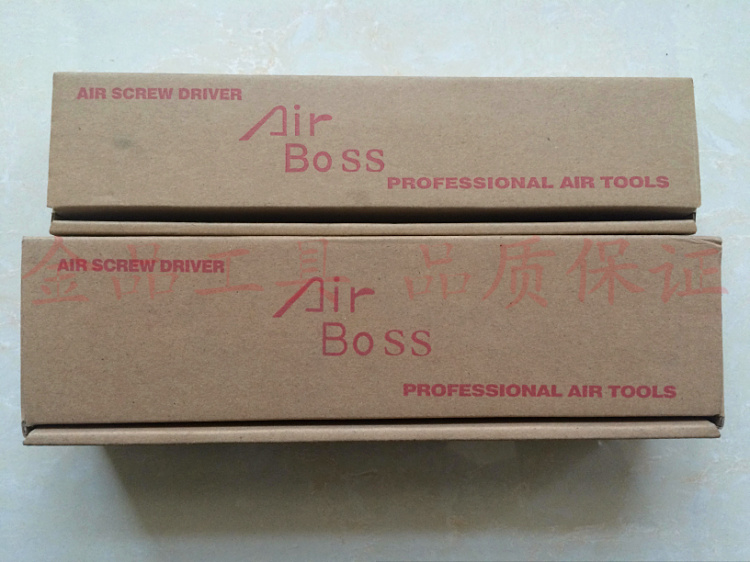 AIR SCREW DRIVER
Air
Boss
PROFESSIONAL AIR TOOLS
金曲工具 品质保证
AIR SCREW DRIVER
Air
Boss
PROFESSIONAL AIR TOOLS